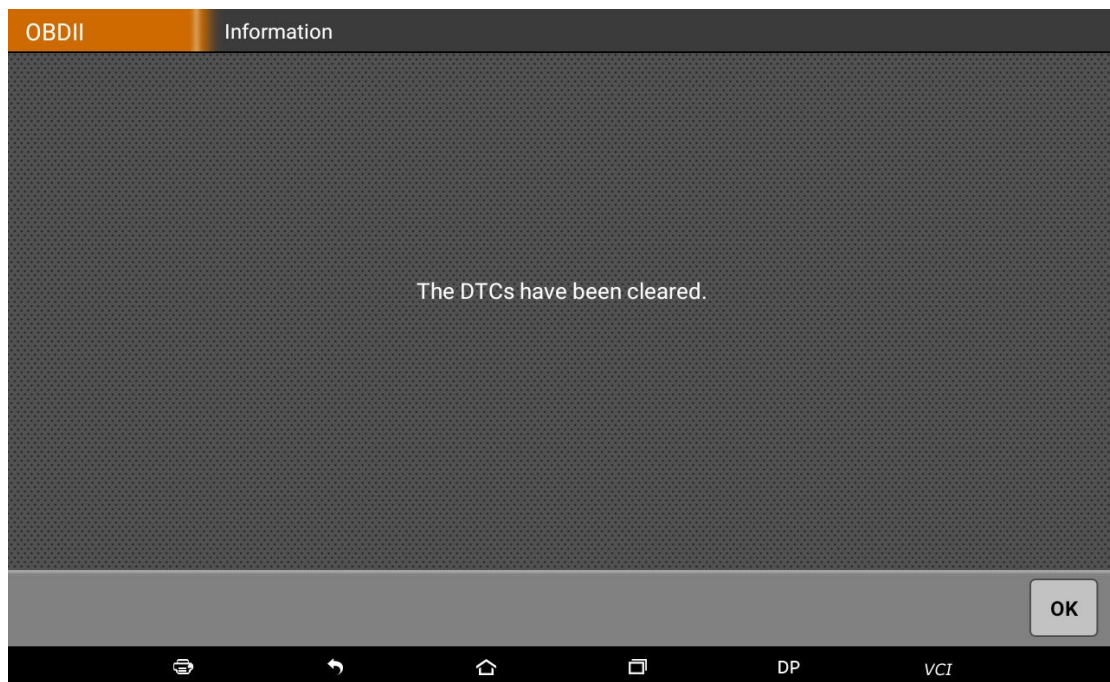 OBDII
Information
The DTCs have been cleared.
OK
DP
VCI